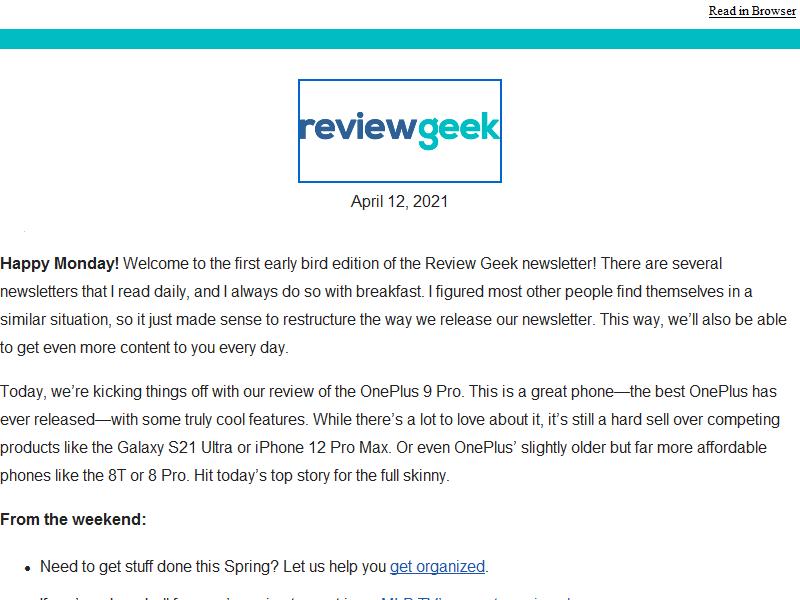 Read in Browser
reviewgeek
April 12, 2021
Happy Monday! Welcome to the first early bird edition of the Review Geek newsletter! There are several
newsletters that I read daily, and I always do so with breakfast. I figured most other people find themselves in a
similar situation, so it just made sense to restructure the way we release our newsletter. This way, we’ll also be able
to get even more content to you every day.
Today, we’re kicking things off with our review of the OnePlus 9 Pro. This is a great phone—the best OnePlus has
ever released—with some truly cool features. While there’s a lot to love about it, it’s still a hard sell over competing
products like the Galaxy S21 Ultra or iPhone 12 Pro Max. Or even OnePlus’ slightly older but far more affordable
phones like the 8T or 8 Pro. Hit today’s top story for the full skinny.
From the weekend:
• Need to get stuff done this Spring? Let us help you get organized.